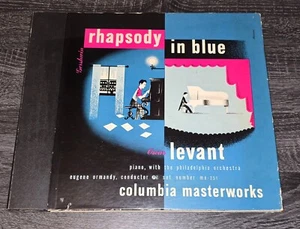 rhapsody in blue
levant
piano, with the philadelphia orchestra
eugene ormandy, conductor
columbia masterworks